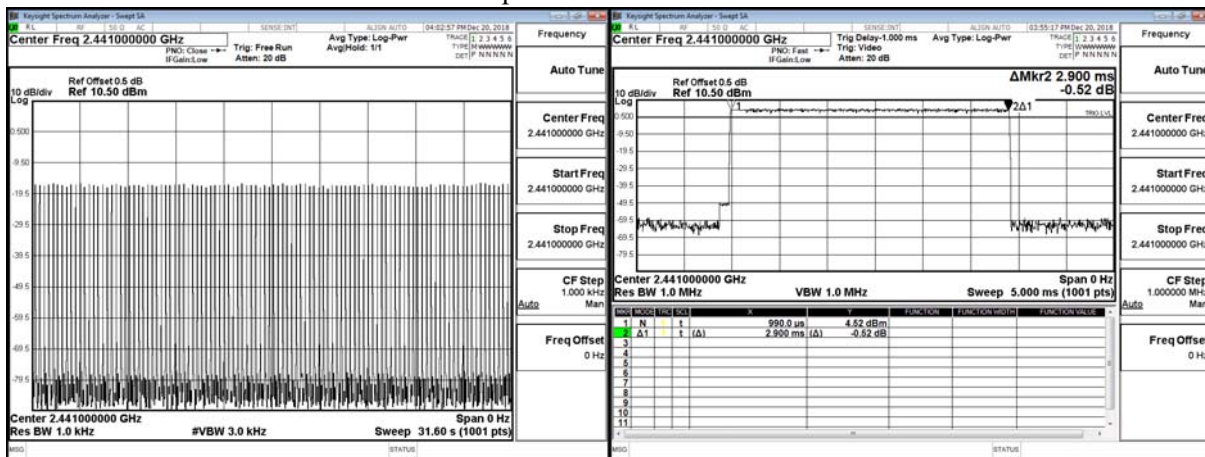 Keysight Spectrum Analyzer - Swept SA
RL RF 50 Ω AC SENSE:INT ALIGN AUTO 04:02:57 PM Dec 20, 2018
Center Freq 2.441000000 GHz
Avg Type: Log-Pwr
TRACE 1 2 3 4 5 6
PNO: Close Trig: Free Run Avg|Hold: 1/1
TYPE
IFGain:Low Atten: 20 dB
DET P N N N N N
Frequency
Auto Tune
Ref Offset 0.5 dB
10 dB/div Ref 10.50 dBm
Log
0.500
-9.50
-19.5
-29.5
-39.5
-49.5
-59.5
-69.5
-79.5
Center Freq
2.441000000 GHz
Start Freq
2.441000000 GHz
Stop Freq
2.441000000 GHz
CF Step
1.000 kHz
Auto Man
Freq Offset
0 Hz
Center 2.441000000 GHz Span 0 Hz
Res BW 1.0 kHz #VBW 3.0 kHz Sweep 31.60 s (1001 pts)
MSG STATUS
Keysight Spectrum Analyzer - Swept SA
RL RF 50 Ω AC SENSE:INT ALIGN AUTO 03:55:17 PM Dec 20, 2018
Center Freq 2.441000000 GHz
Trig Delay-1.000 ms Avg Type: Log-Pwr
TRACE 1 2 3 4 5 6
PNO: Fast Trig: Video
TYPE
IFGain:Low Atten: 20 dB
DET P N N N N N
Frequency
Auto Tune
ΔMkr2 2.900 ms
-0.52 dB
Ref Offset 0.5 dB
10 dB/div Ref 10.50 dBm
Log
1
2Δ1
TRIG LVL
0.500
-9.50
-19.5
-29.5
-39.5
-49.5
-59.5
-69.5
-79.5
Center Freq
2.441000000 GHz
Start Freq
2.441000000 GHz
Stop Freq
2.441000000 GHz
CF Step
1.000000 MHz
Auto Man
Freq Offset
0 Hz
Center 2.441000000 GHz Span 0 Hz
Res BW 1.0 MHz VBW 1.0 MHz Sweep 5.000 ms (1001 pts)
MKR MODE TRC SCL X Y FUNCTION FUNCTION WIDTH FUNCTION VALUE
1 N t 990.0 us 4.52 dBm
2 Δ1 t (Δ) 2.900 ms (Δ) -0.52 dB
3
4
5
6
7
8
9
10
11
MSG STATUS